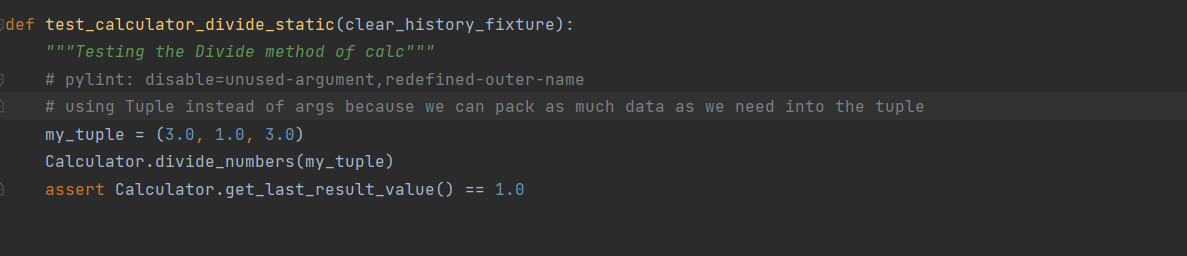 def test_calculator_divide_static(clear_history_fixture):
    """Testing the Divide method of calc"""
    # pylint: disable=unused-argument,redefined-outer-name
    # using Tuple instead of args because we can pack as much data as we need into the tuple
    my_tuple = (3.0, 1.0, 3.0)
    Calculator.divide_numbers(my_tuple)
    assert Calculator.get_last_result_value() == 1.0